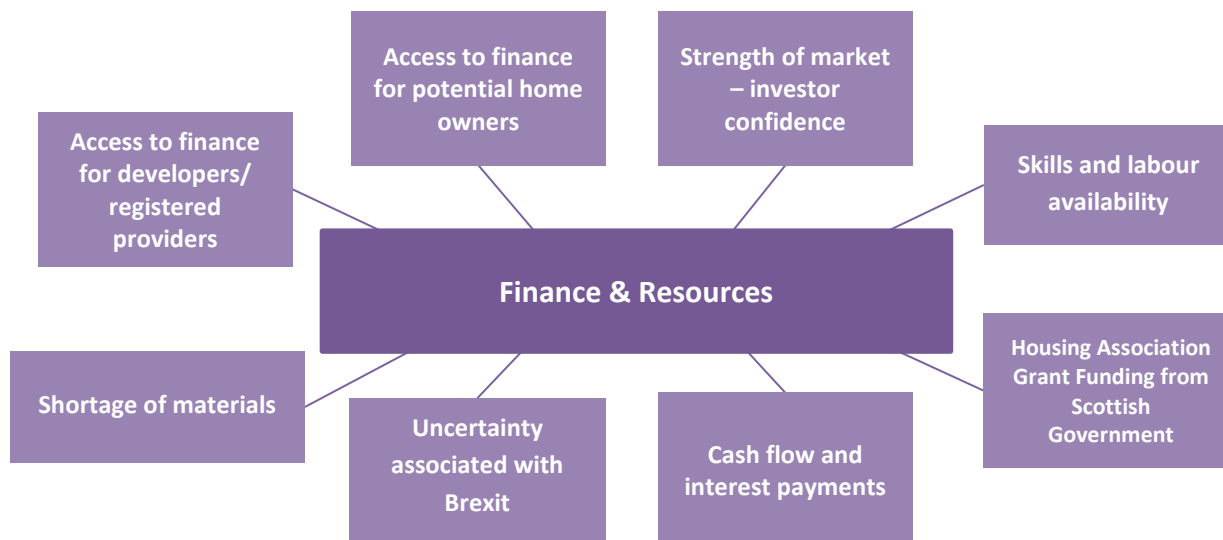 Access to finance
for potential home
owners
Strength of market
– investor
confidence
Access to finance
for developers/
registered
providers
Skills and labour
availability
Finance & Resources
Shortage of materials
Uncertainty
associated with
Brexit
Cash flow and
interest payments
Housing Association
Grant Funding from
Scottish
Government